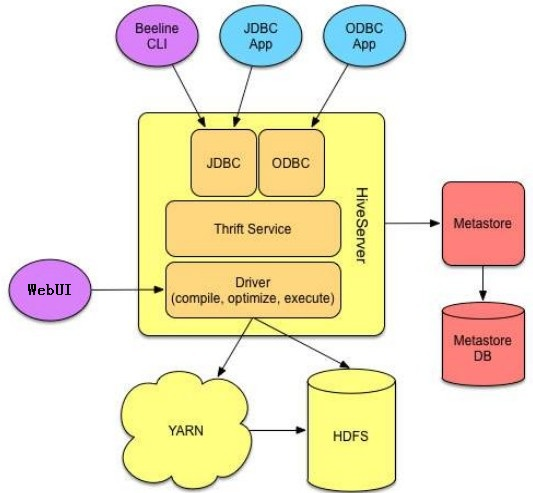 Beeline
CLI
JDBC
App
ODBC
App
JDBC
ODBC
HiveServer
Thrift Service
Driver
(compile, optimize, execute)
WebUI
Metastore
Metastore
DB
YARN
HDFS